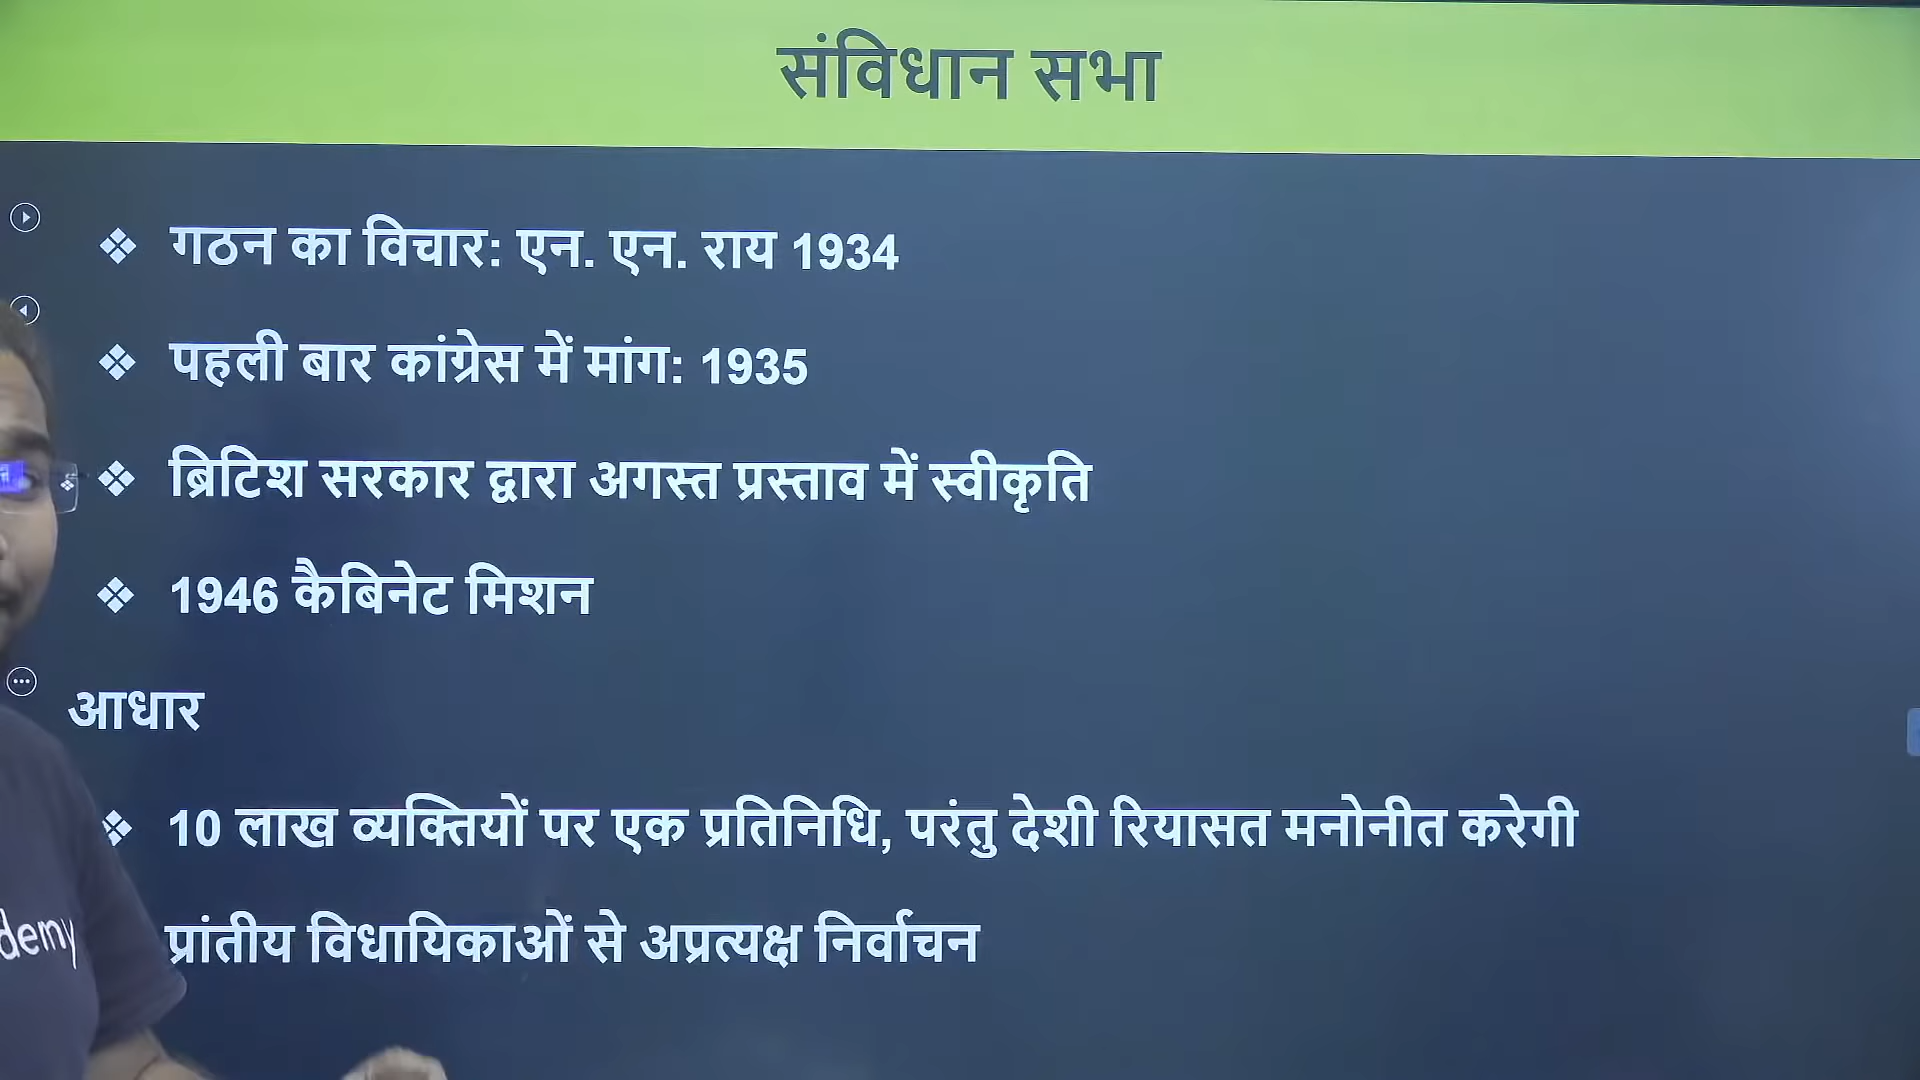 संविधान सभा
गठन का विचार: एन. एन. राय 1934
पहली बार कांग्रेस में मांग: 1935
ब्रिटिश सरकार द्वारा अगस्त प्रस्ताव में स्वीकृति
1946 कैबिनेट मिशन
आधार
10 लाख व्यक्तियों पर एक प्रतिनिधि, परंतु देशी रियासत मनोनीत करेगी
प्रांतीय विधायिकाओं से अप्रत्यक्ष निर्वाचन
demy